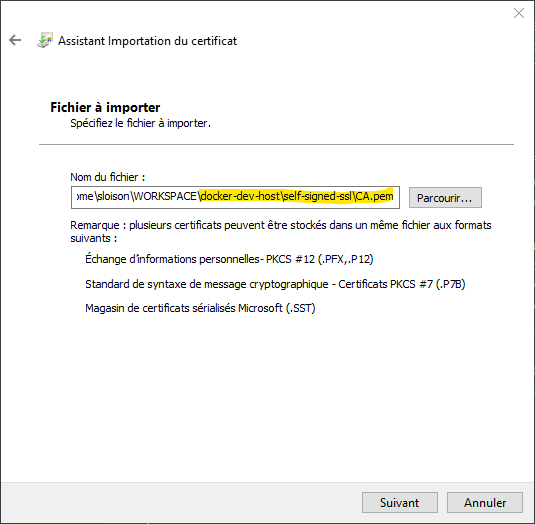 Assistant Importation du certificat
Fichier à importer
Spécifiez le fichier à importer.
Nom du fichier :
ome\sloison\WORKSPACE\docker-dev-host\self-signed-ssl\CA.pem
Parcourir...
Remarque : plusieurs certificats peuvent être stockés dans un même fichier aux formats
suivants :
Échange d’informations personnelles- PKCS #12 (.PFX,.P12)
Standard de syntaxe de message cryptographique - Certificats PKCS #7 (.P7B)
Magasin de certificats sérialisés Microsoft (.SST)
Suivant
Annuler